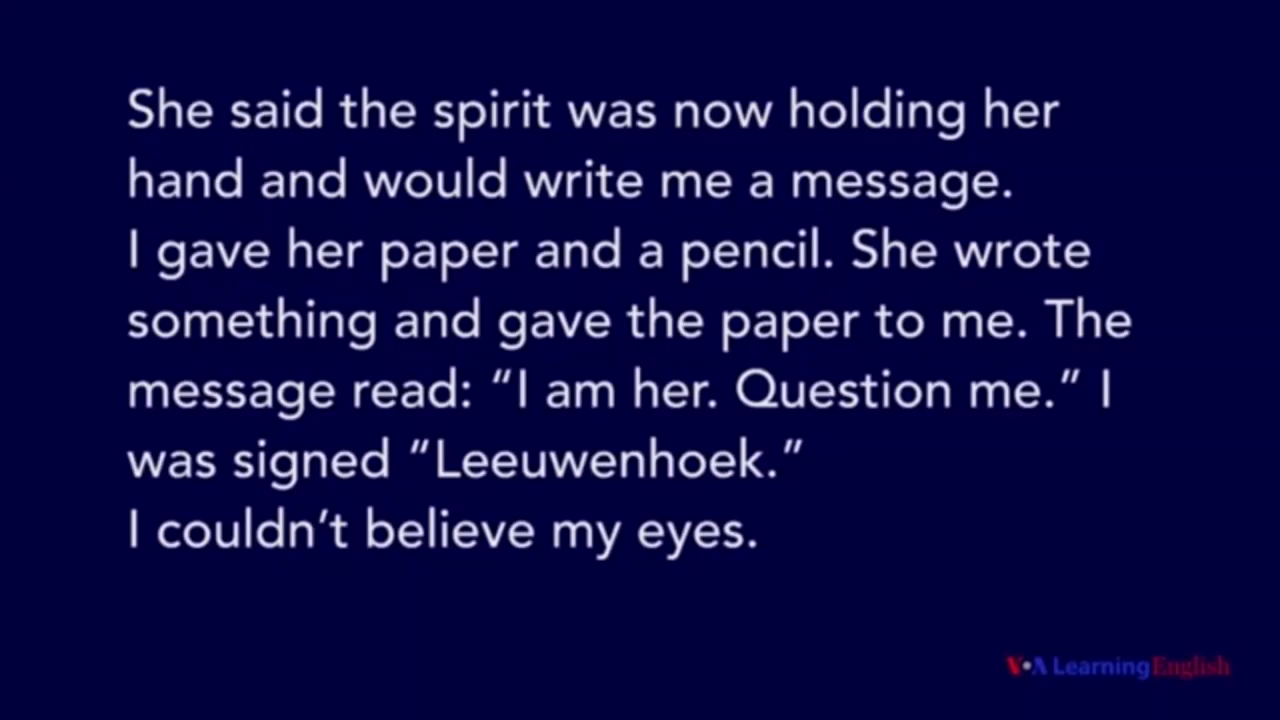 She said the spirit was now holding her
hand and would write me a message.
I gave her paper and a pencil. She wrote
something and gave the paper to me. The
message read: “I am her. Question me.” I
was signed “Leeuwenhoek.”
I couldn’t believe my eyes.
VOA Learning English